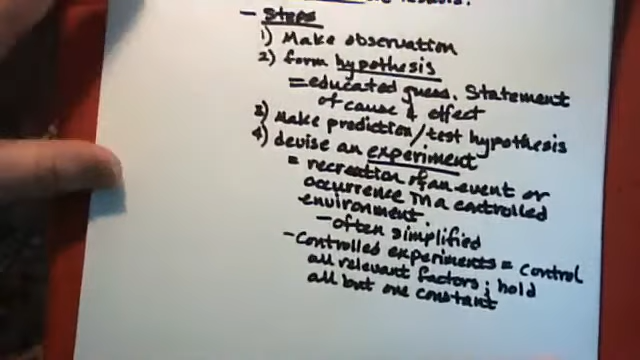 - Steps
1) Make observation
2) form hypothesis
= educated guess. Statement
of cause & effect
3) Make prediction/test hypothesis
4) devise an experiment
= recreation of an event or
occurrence in a controlled
environment.
- often simplified
- Controlled experiments = control
all relevant factors; hold
all but one constant